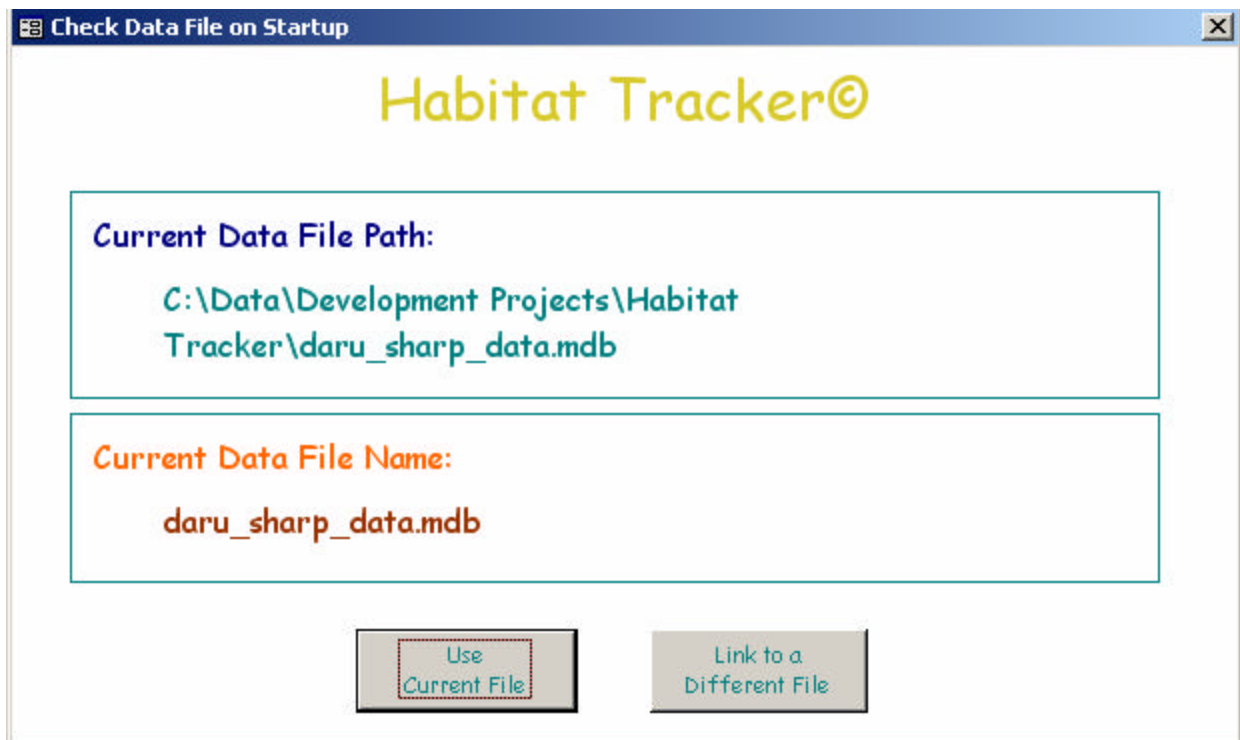 Check Data File on Startup
Habitat Tracker©
Current Data File Path:
C:\Data\Development Projects\Habitat
Tracker\daru_sharp_data.mdb
Current Data File Name:
daru_sharp_data.mdb
Use
Current File
Link to a
Different File